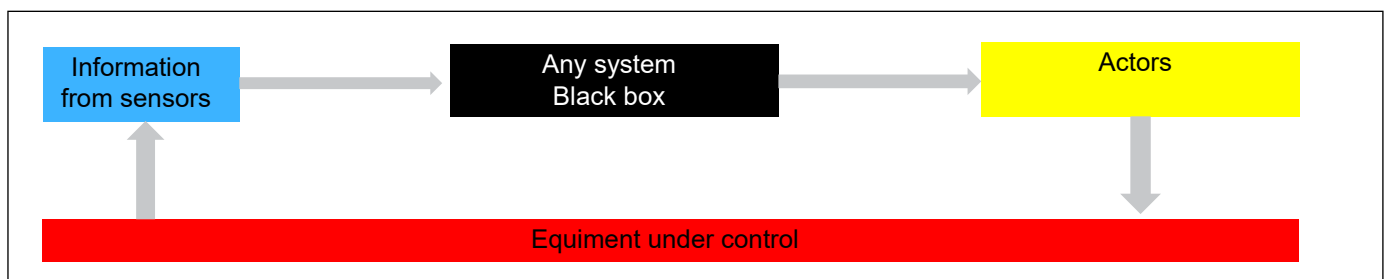 Information
from sensors
Any system
Black box
Actors
Equiment under control